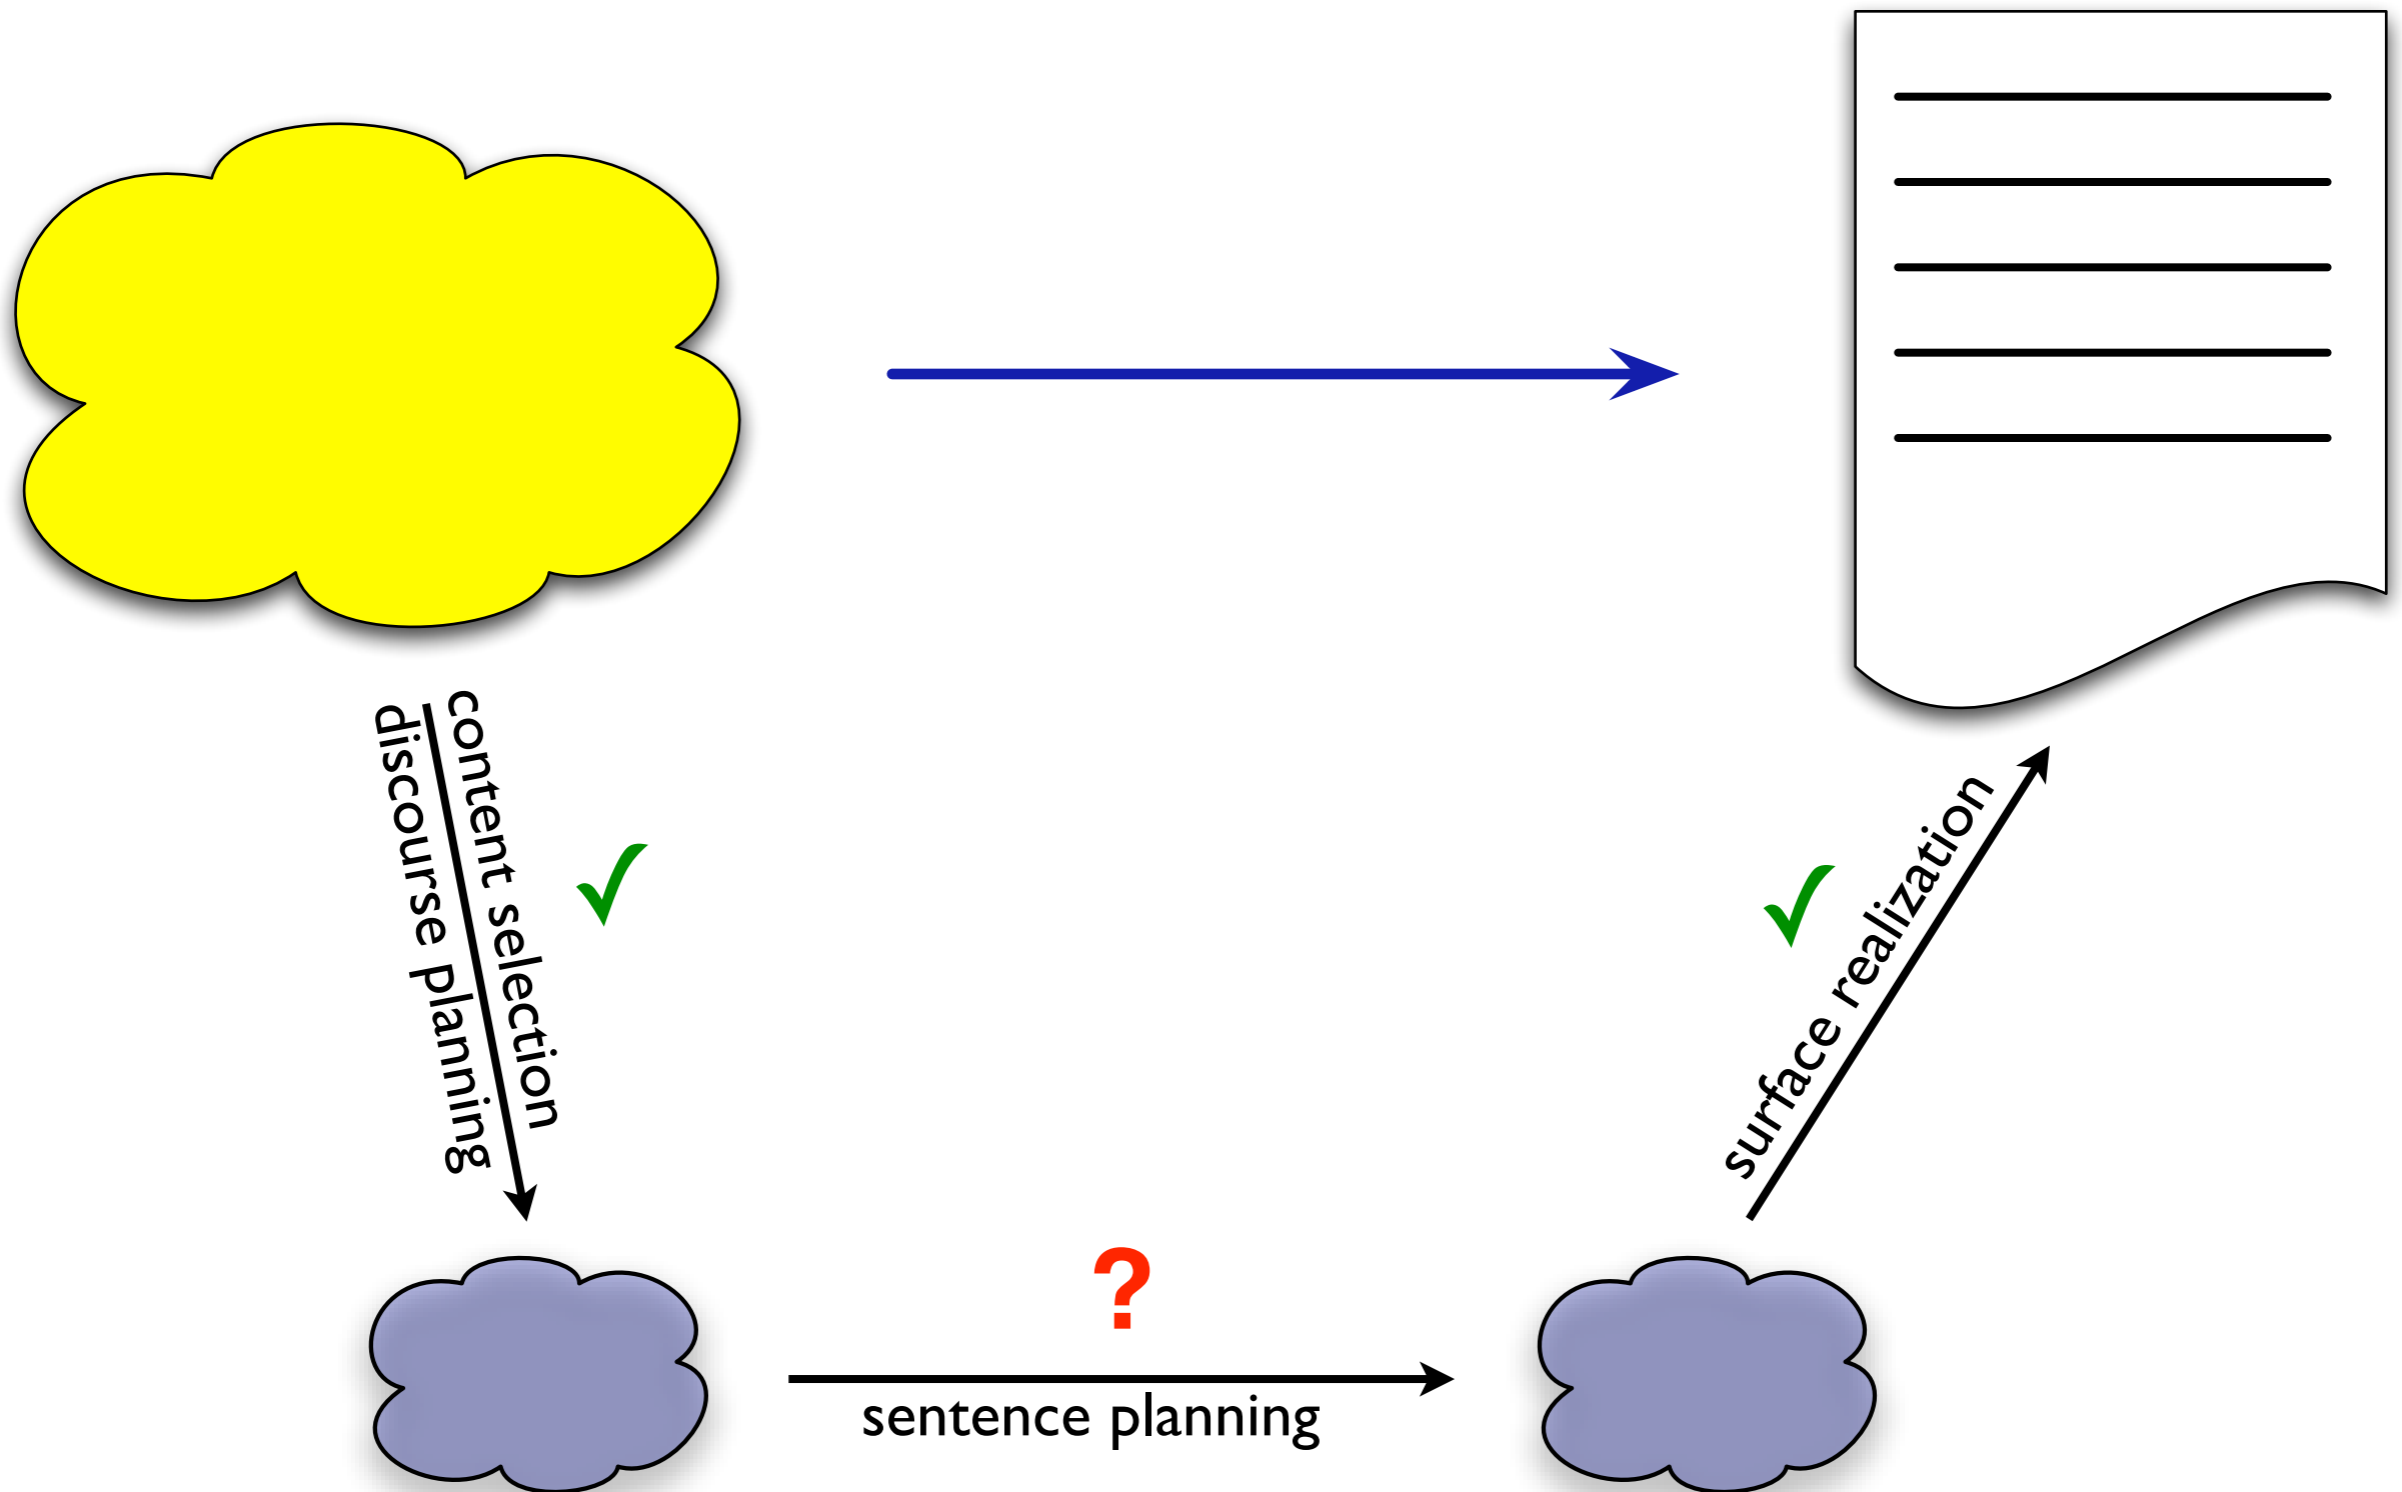 content selection
discourse planning
surface realization
?
sentence planning